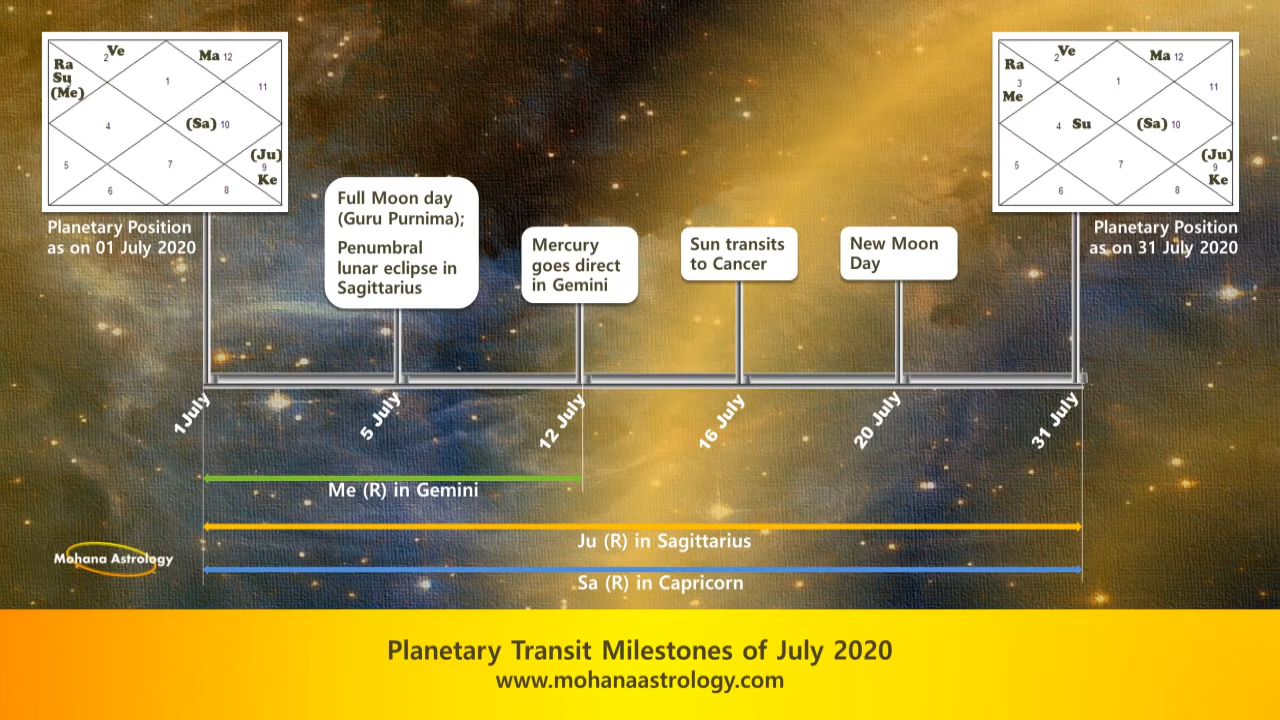 2 Ve
Ma 12
Ra
Su
(Me)
1
11
4
(Sa) 10
5
7
(Ju)
9
Ke
6
8
Planetary Position
as on 01 July 2020
2 Ve
Ma 12
Ra
3
Me
1
11
4 Su
(Sa) 10
5
7
(Ju)
9
Ke
6
8
Planetary Position
as on 31 July 2020
Full Moon day
(Guru Purnima);
Penumbral
lunar eclipse in
Sagittarius
Mercury
goes direct
in Gemini
Sun transits
to Cancer
New Moon
Day
1July
5 July
12 July
16 July
20 July
31 July
Me (R) in Gemini
Ju (R) in Sagittarius
Sa (R) in Capricorn
Mohana Astrology
Planetary Transit Milestones of July 2020
www.mohanaastrology.com